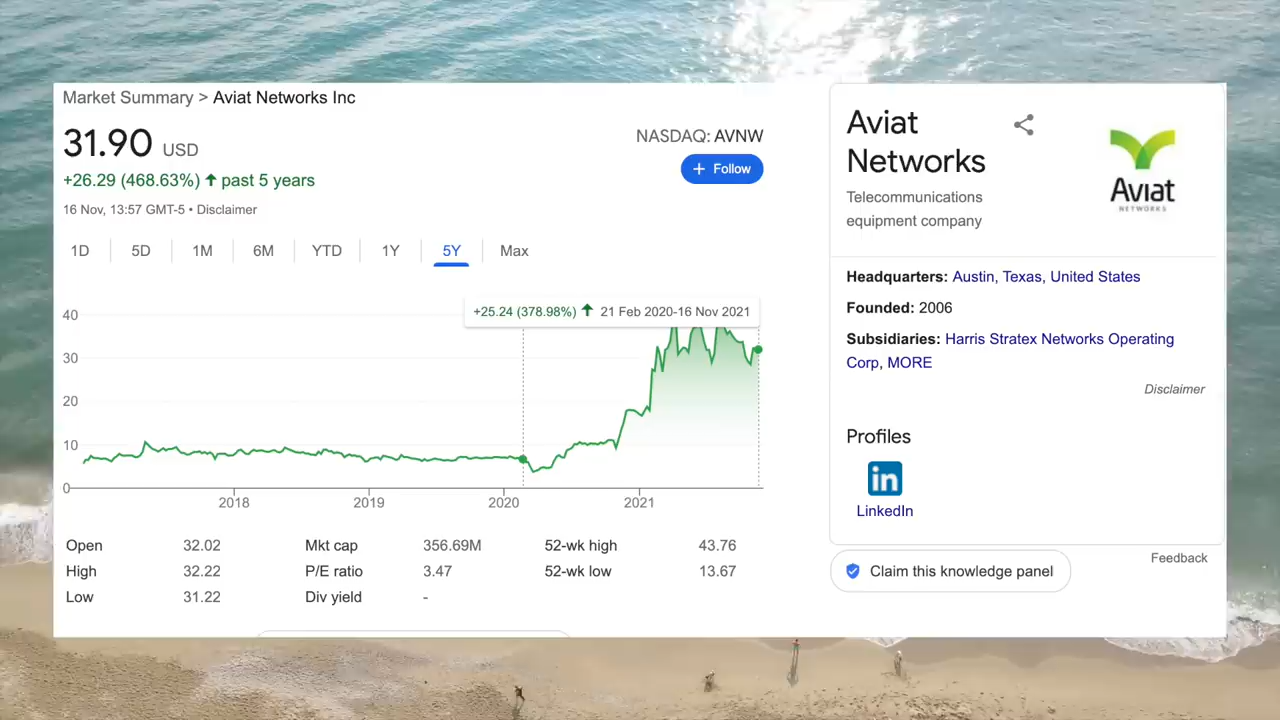 Market Summary > Aviat Networks Inc
31.90 USD
NASDAQ: AVNW
+ Follow
+26.29 (468.63%) ↑ past 5 years
16 Nov, 13:57 GMT-5 • Disclaimer
1D 5D 1M 6M YTD 1Y 5Y Max
+25.24 (378.98%) ↑ 21 Feb 2020-16 Nov 2021
40
30
20
10
0
2018 2019 2020 2021
Open 32.02 Mkt cap 356.69M 52-wk high 43.76
High 32.22 P/E ratio 3.47 52-wk low 13.67
Low 31.22 Div yield -
Aviat
Networks
Telecommunications
equipment company
Aviat
NETWORKS
Headquarters: Austin, Texas, United States
Founded: 2006
Subsidiaries: Harris Stratex Networks Operating
Corp, MORE
Disclaimer
Profiles
in
LinkedIn
Feedback
Claim this knowledge panel